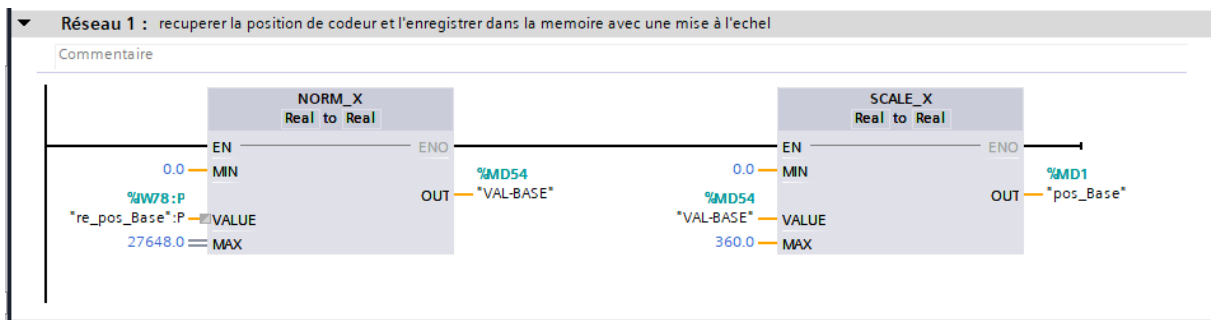 Réseau 1 : recuperer la position de codeur et l'enregistrer dans la memoire avec une mise à l'echel
Commentaire
NORM_X
Real to Real
EN
ENO
0.0
MIN
%IW78:P
"re_pos_Base":P
VALUE
27648.0
MAX
OUT
%MD54
"VAL-BASE"
SCALE_X
Real to Real
EN
ENO
0.0
MIN
%MD54
"VAL-BASE"
VALUE
360.0
MAX
OUT
%MD1
"pos_Base"